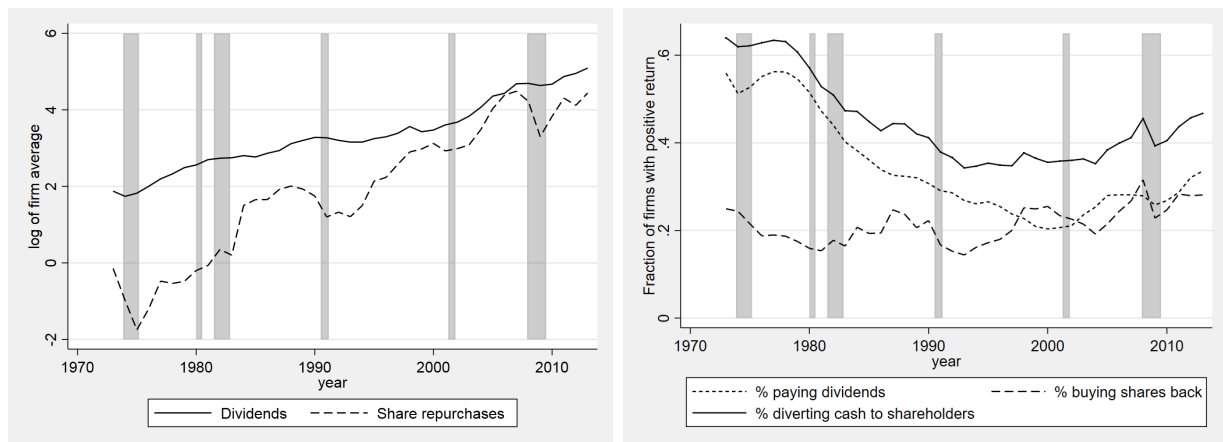 log of firm average
6
4
2
0
-2
1970 1980 1990 2000 2010
year
Dividends Share repurchases
Fraction of firms with positive return
.6
.4
.2
0
1970 1980 1990 2000 2010
year
% paying dividends % buying shares back
% diverting cash to shareholders